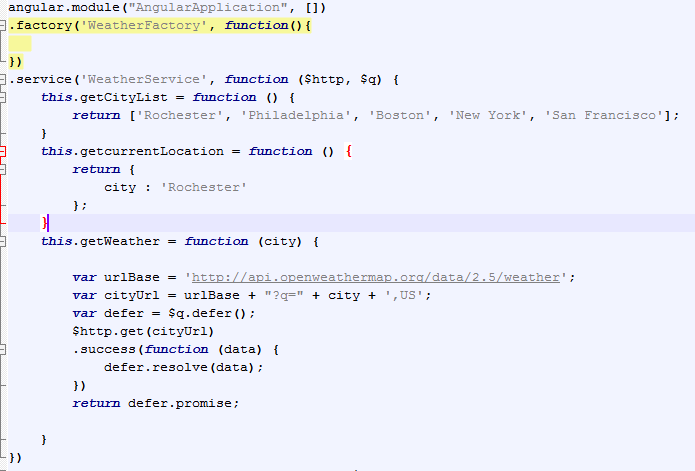 angular.module("AngularApplication", [])
.factory('WeatherFactory', function(){
})
.service('WeatherService', function ($http, $q) {
    this.getCityList = function () {
        return ['Rochester', 'Philadelphia', 'Boston', 'New York', 'San Francisco'];
    }
    this.getcurrentLocation = function () {
        return {
            city : 'Rochester'
        };
    }
    this.getWeather = function (city) {
        var urlBase = 'http://api.openweathermap.org/data/2.5/weather';
        var cityUrl = urlBase + "?q=" + city + ',US';
        var defer = $q.defer();
        $http.get(cityUrl)
        .success(function (data) {
            defer.resolve(data);
        })
        return defer.promise;
    }
})